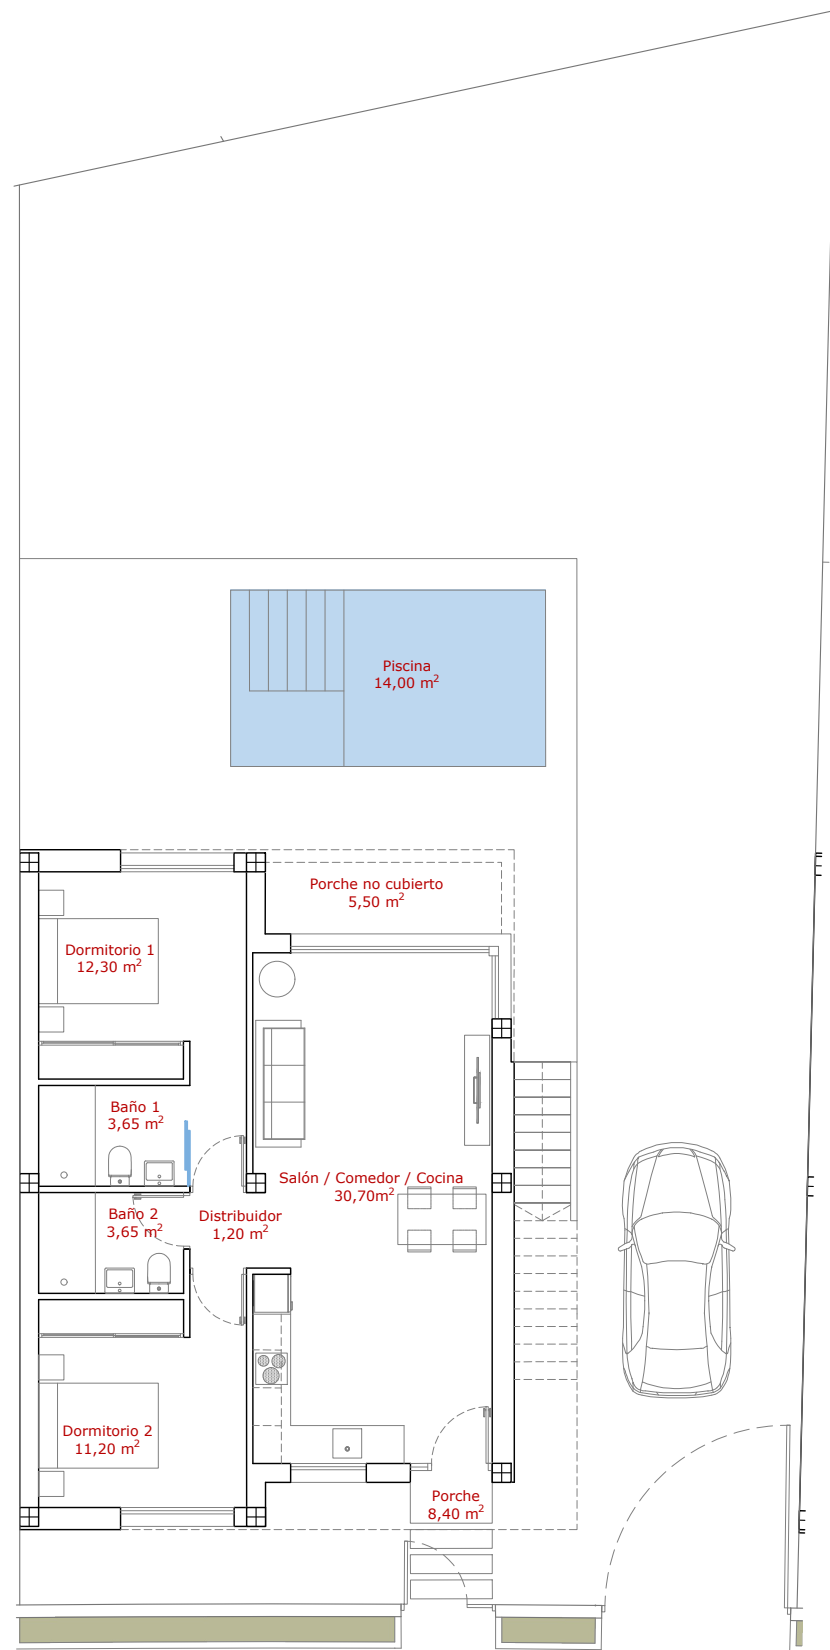 Piscina
14,00 m²
Porche no cubierto
5,50 m²
Dormitorio 1
12,30 m²
Baño 1
3,65 m²
Salón / Comedor / Cocina
30,70m²
Baño 2
3,65 m²
Distribuidor
1,20 m²
Dormitorio 2
11,20 m²
Porche
8,40 m²